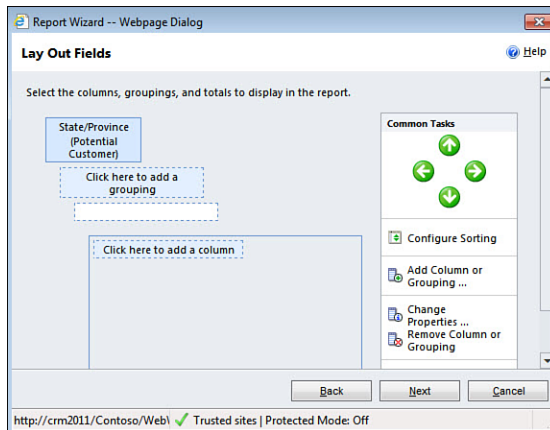 Report Wizard -- Webpage Dialog
Lay Out Fields
Help
Select the columns, groupings, and totals to display in the report.
State/Province
(Potential
Customer)
Click here to add a
grouping
Click here to add a column
Common Tasks
Configure Sorting
Add Column or
Grouping ...
Change
Properties ...
Remove Column or
Grouping
Back
Next
Cancel
http://crm2011/Contoso/Web\
Trusted sites | Protected Mode: Off